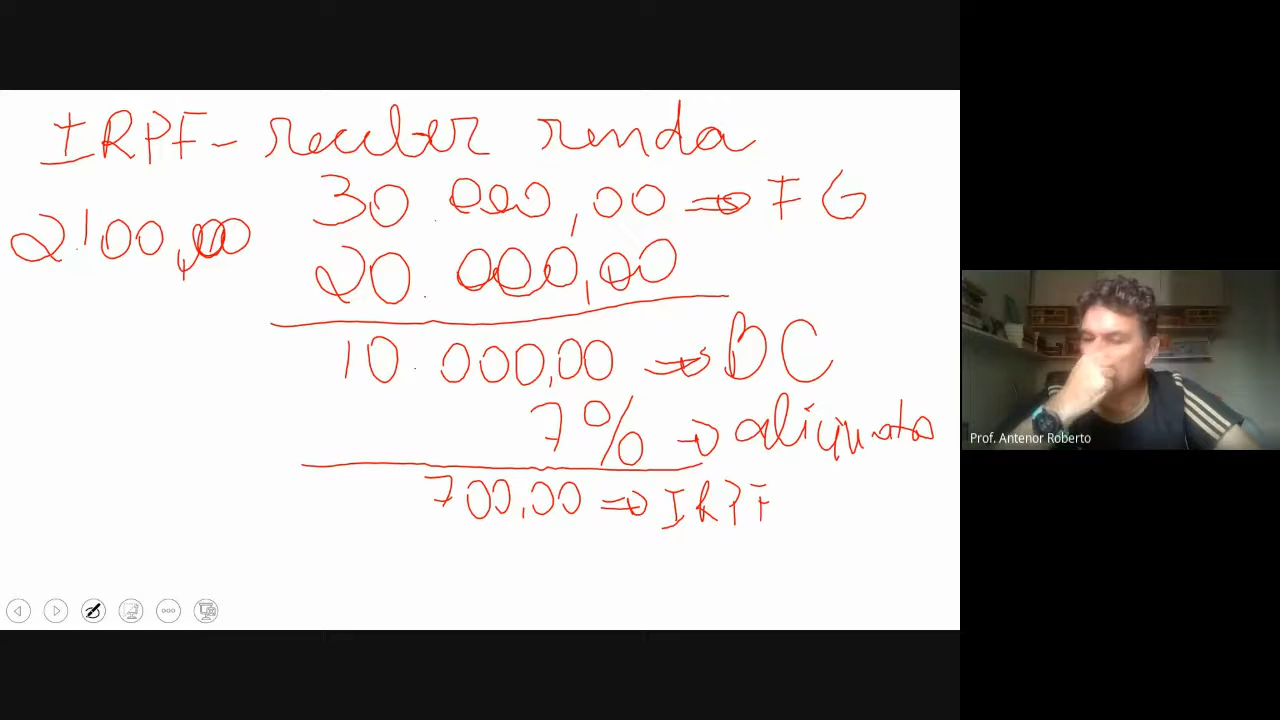 IRPF - receber renda
30.000,00 => FG
2.100,00
20.000,00
10.000,00 => BC
7% -> alíquota
700,00 => IRPF
Prof. Antenor Roberto